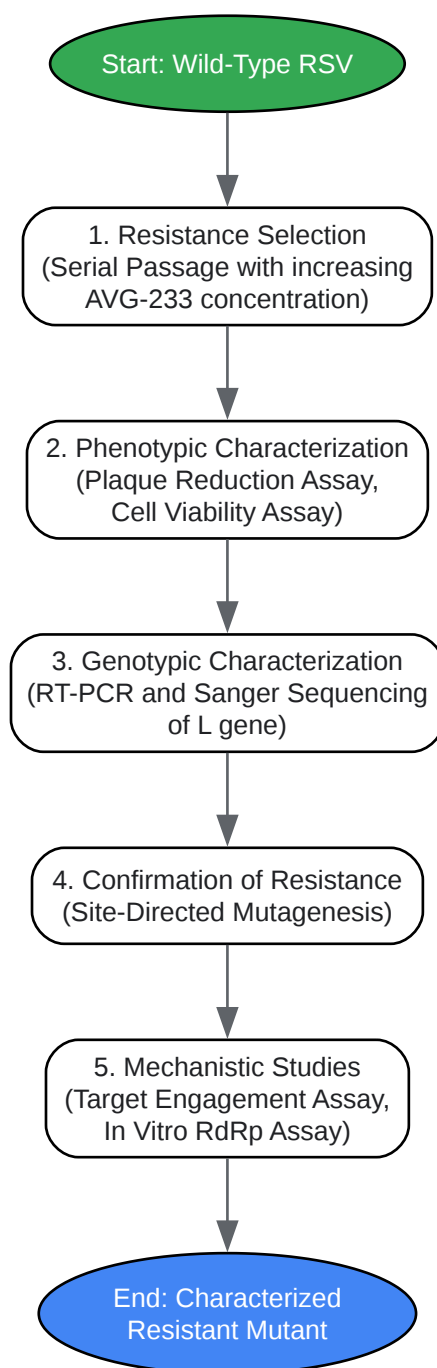 Start: Wild-Type RSV
1. Resistance Selection
(Serial Passage with increasing
AVG-233 concentration)
2. Phenotypic Characterization
(Plaque Reduction Assay,
Cell Viability Assay)
3. Genotypic Characterization
(RT-PCR and Sanger Sequencing
of L gene)
4. Confirmation of Resistance
(Site-Directed Mutagenesis)
5. Mechanistic Studies
(Target Engagement Assay,
In Vitro RdRp Assay)
End: Characterized
Resistant Mutant